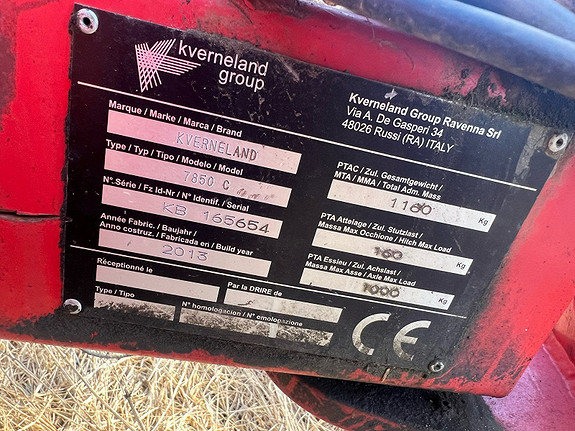 kverneland
group
Kverneland Group Ravenna Srl
Via A. De Gasperi 34
48026 Russi (RA) ITALY
Marque / Marke / Marca / Brand
KVERNELAND
Type / Typ / Tipo / Modelo / Model
7850 C
N°.Série / Fz Id-Nr / N° Identif. / Serial
KB 165654
Année Fabric. / Baujahr /
Anno costruz. / Fabricada en / Build year
2013
Réceptionné le
Par la DRIRE de
Type / Tipo
N° homologacion / N° omologazione
PTAC / Zul. Gesamtgewicht /
MTA / MMA / Total Adm. Mass
1160 Kg
PTA Attelage / Zul. Stutzlast /
Massa Max Occhione / Hitch Max Load
160 Kg
PTA Essieu / Zul. Achslast /
Massa Max Asse / Axle Max Load
1000 Kg
CE